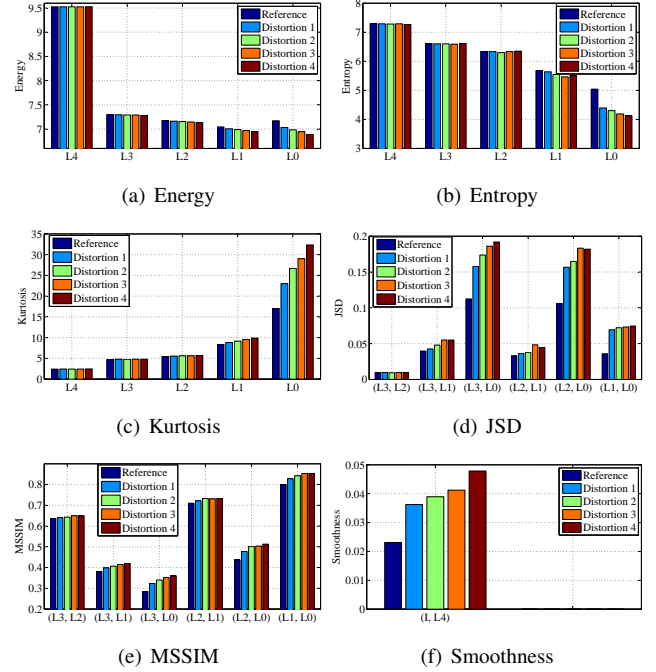 9.5
9
8.5
8
7.5
7
Energy
Reference
Distortion 1
Distortion 2
Distortion 3
Distortion 4
L4 L3 L2 L1 L0
(a) Energy
8
7
6
5
4
Entropy
Reference
Distortion 1
Distortion 2
Distortion 3
Distortion 4
L4 L3 L2 L1 L0
(b) Entropy
35
30
25
20
15
10
5
0
Kurtosis
Reference
Distortion 1
Distortion 2
Distortion 3
Distortion 4
L4 L3 L2 L1 L0
(c) Kurtosis
0.2
0.15
0.1
0.05
0
JSD
Reference
Distortion 1
Distortion 2
Distortion 3
Distortion 4
(L3, L2) (L3, L1) (L3, L0) (L2, L1) (L2, L0) (L1, L0)
(d) JSD
0.8
0.7
0.6
0.5
0.4
0.3
0.2
MSSIM
Reference
Distortion 1
Distortion 2
Distortion 3
Distortion 4
(L3, L2) (L3, L1) (L3, L0) (L2, L1) (L2, L0) (L1, L0)
(e) MSSIM
0.05
0.04
0.03
0.02
0.01
0
Smoothness
Reference
Distortion 1
Distortion 2
Distortion 3
Distortion 4
(I, L4)
(f) Smoothness